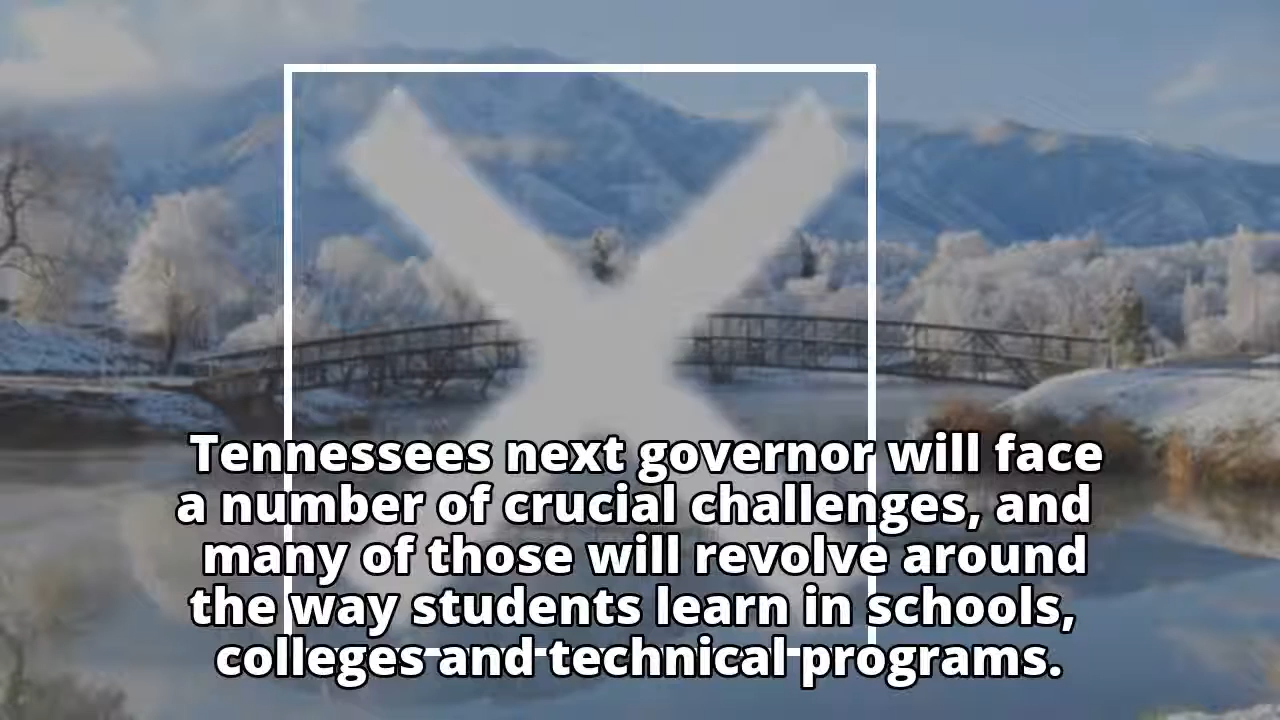 Tennessees next governor will face
a number of crucial challenges, and
many of those will revolve around
the way students learn in schools,
colleges and technical programs.